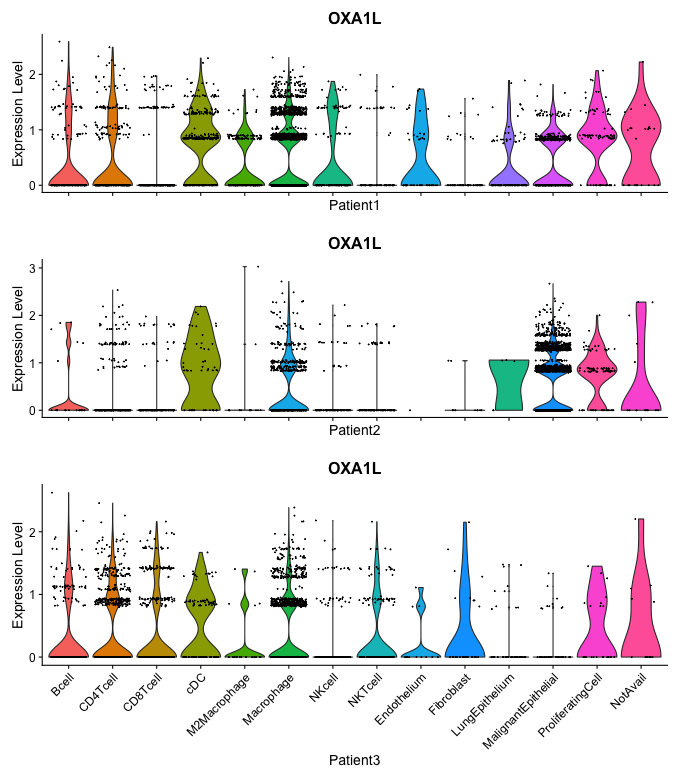 OXA1L
Expression Level
2
1
0
Patient1
OXA1L
Expression Level
3
2
1
0
Patient2
OXA1L
Expression Level
2
1
0
Bcell
CD4Tcell
CD8Tcell
cDC
M2Macrophage
Macrophage
NKcell
NKTcell
Endothelium
Fibroblast
LungEpithelium
MalignantEpithelial
ProliferatingCell
NotAvail
Patient3